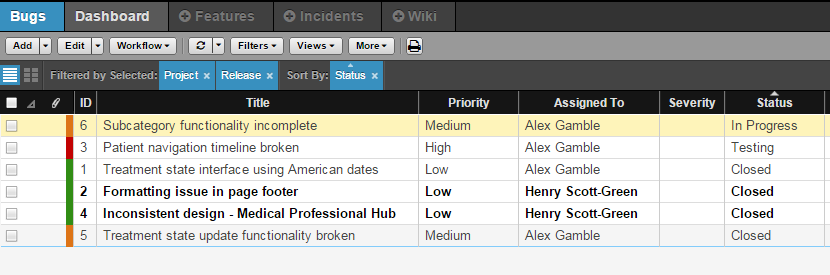 Bugs Dashboard Features Incidents Wiki
Add Edit Workflow Filters Views More
Filtered by Selected: Project × Release × Sort By: Status ×
ID Title Priority Assigned To Severity Status
6 Subcategory functionality incomplete Medium Alex Gamble In Progress
3 Patient navigation timeline broken High Alex Gamble Testing
1 Treatment state interface using American dates Low Alex Gamble Closed
2 Formatting issue in page footer Low Henry Scott-Green Closed
4 Inconsistent design - Medical Professional Hub Low Henry Scott-Green Closed
5 Treatment state update functionality broken Medium Alex Gamble Closed